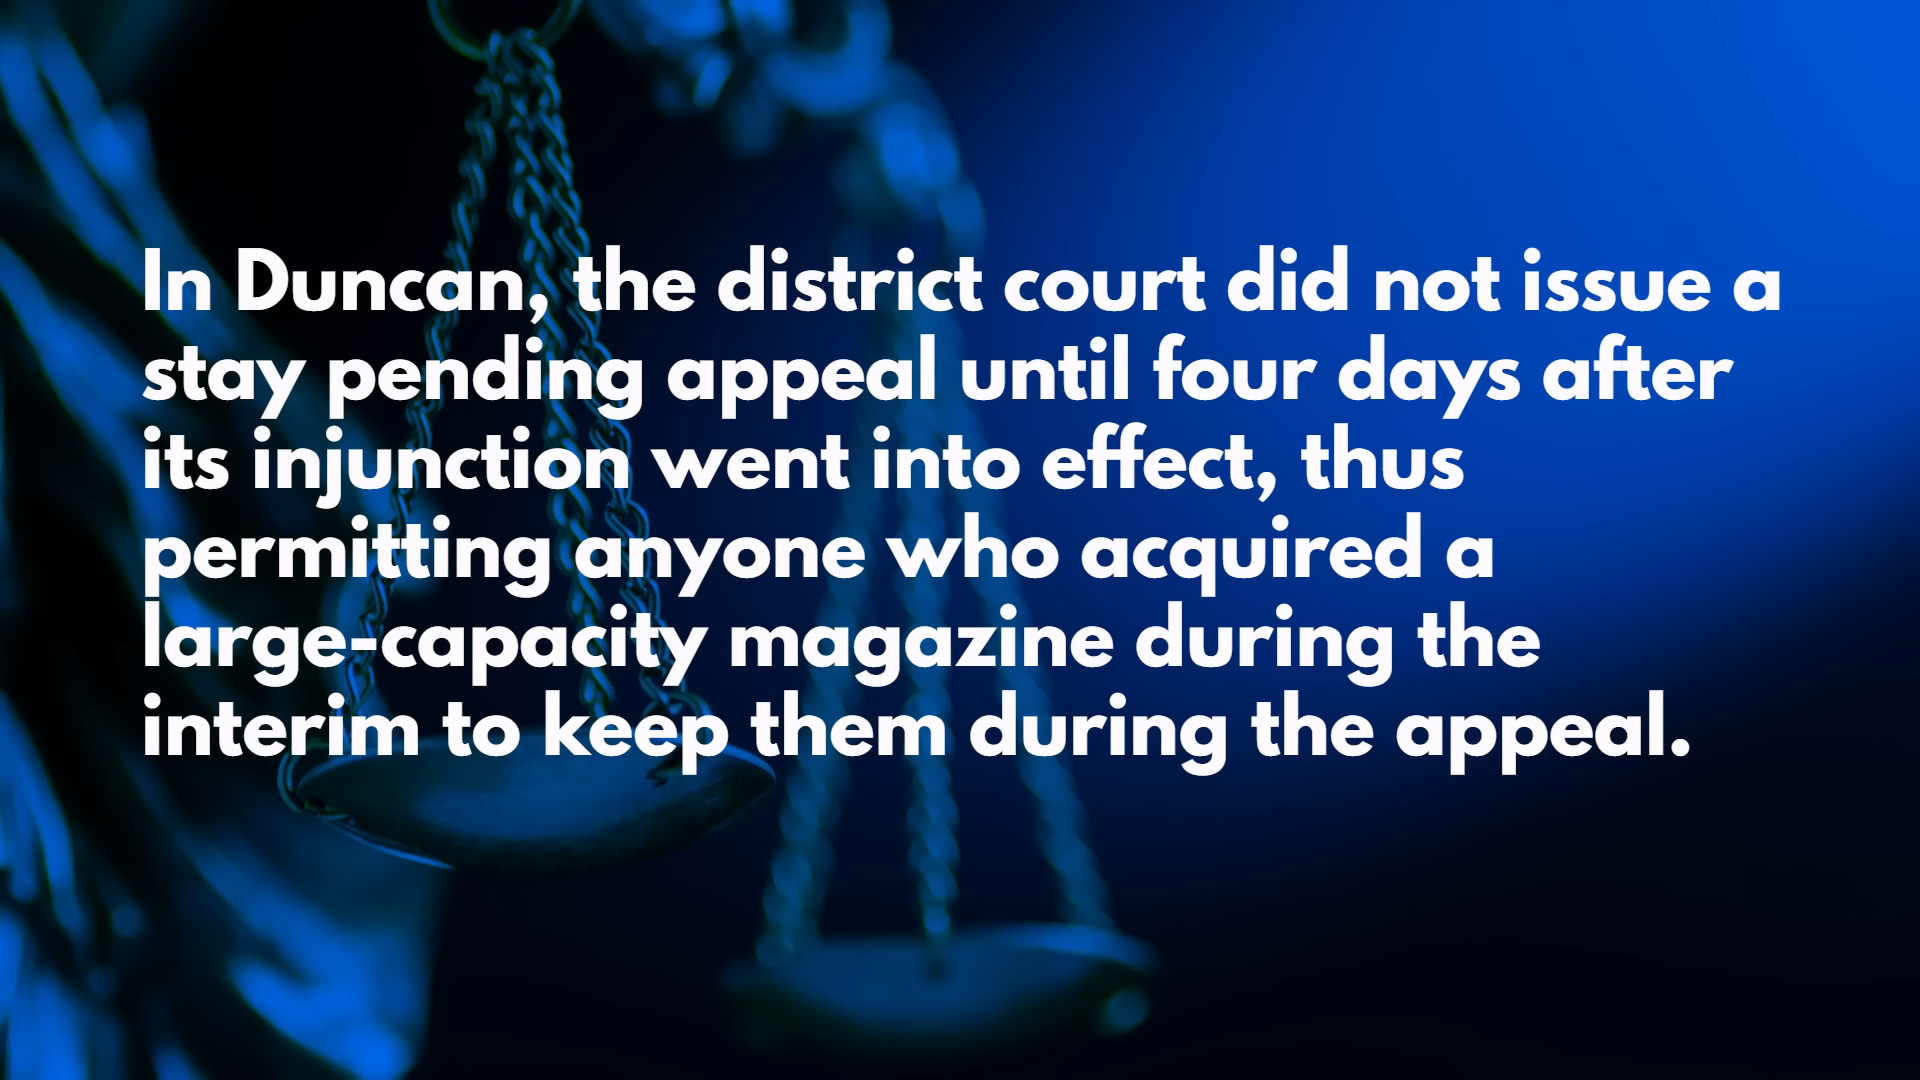 In Duncan, the district court did not issue a
stay pending appeal until four days after
its injunction went into effect, thus
permitting anyone who acquired a
large-capacity magazine during the
interim to keep them during the appeal.